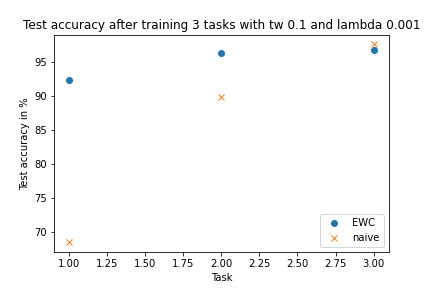 Test accuracy after training 3 tasks with tw 0.1 and lambda 0.001
95
90
85
80
75
70
Test accuracy in %
EWC
naive
1.00 1.25 1.50 1.75 2.00 2.25 2.50 2.75 3.00
Task